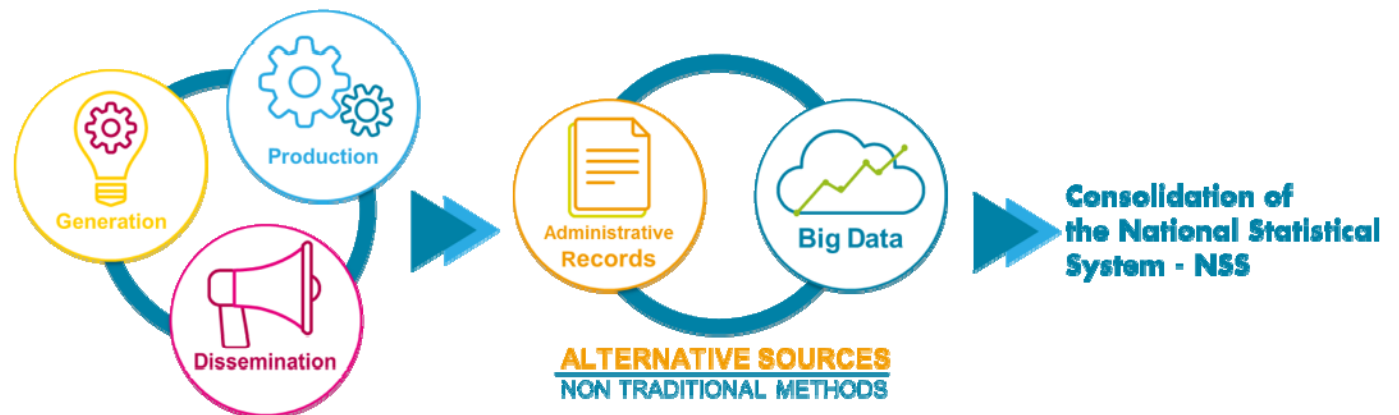 Generation
Production
Dissemination
Administrative
Records
Big Data
ALTERNATIVE SOURCES
NON TRADITIONAL METHODS
Consolidation of
the National Statistical
System - NSS